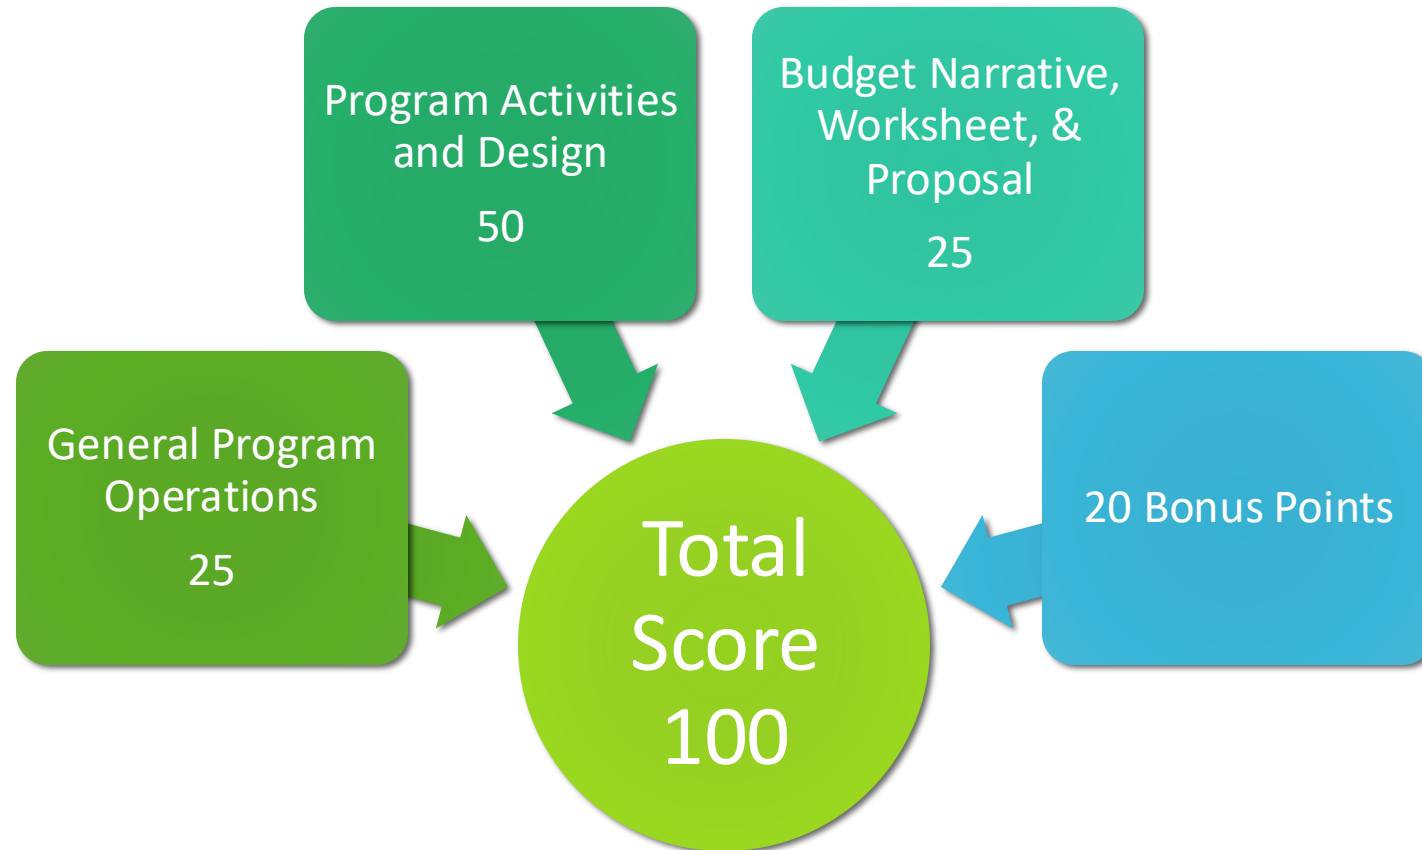 Program Activities
and Design
50
Budget Narrative,
Worksheet, &
Proposal
25
General Program
Operations
25
20 Bonus Points
Total
Score
100